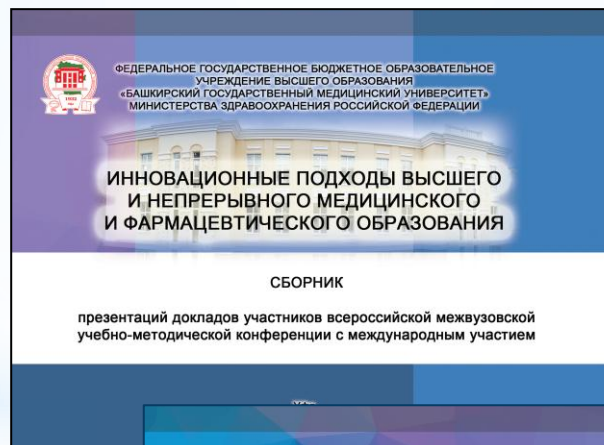 ФЕДЕРАЛЬНОЕ ГОСУДАРСТВЕННОЕ БЮДЖЕТНОЕ ОБРАЗОВАТЕЛЬНОЕ
УЧРЕЖДЕНИЕ ВЫСШЕГО ОБРАЗОВАНИЯ
«БАШКИРСКИЙ ГОСУДАРСТВЕННЫЙ МЕДИЦИНСКИЙ УНИВЕРСИТЕТ»
МИНИСТЕРСТВА ЗДРАВООХРАНЕНИЯ РОССИЙСКОЙ ФЕДЕРАЦИИ
1932
ИННОВАЦИОННЫЕ ПОДХОДЫ ВЫСШЕГО
И НЕПРЕРЫВНОГО МЕДИЦИНСКОГО
И ФАРМАЦЕВТИЧЕСКОГО ОБРАЗОВАНИЯ
СБОРНИК
презентаций докладов участников всероссийской межвузовской
учебно-методической конференции с международным участием